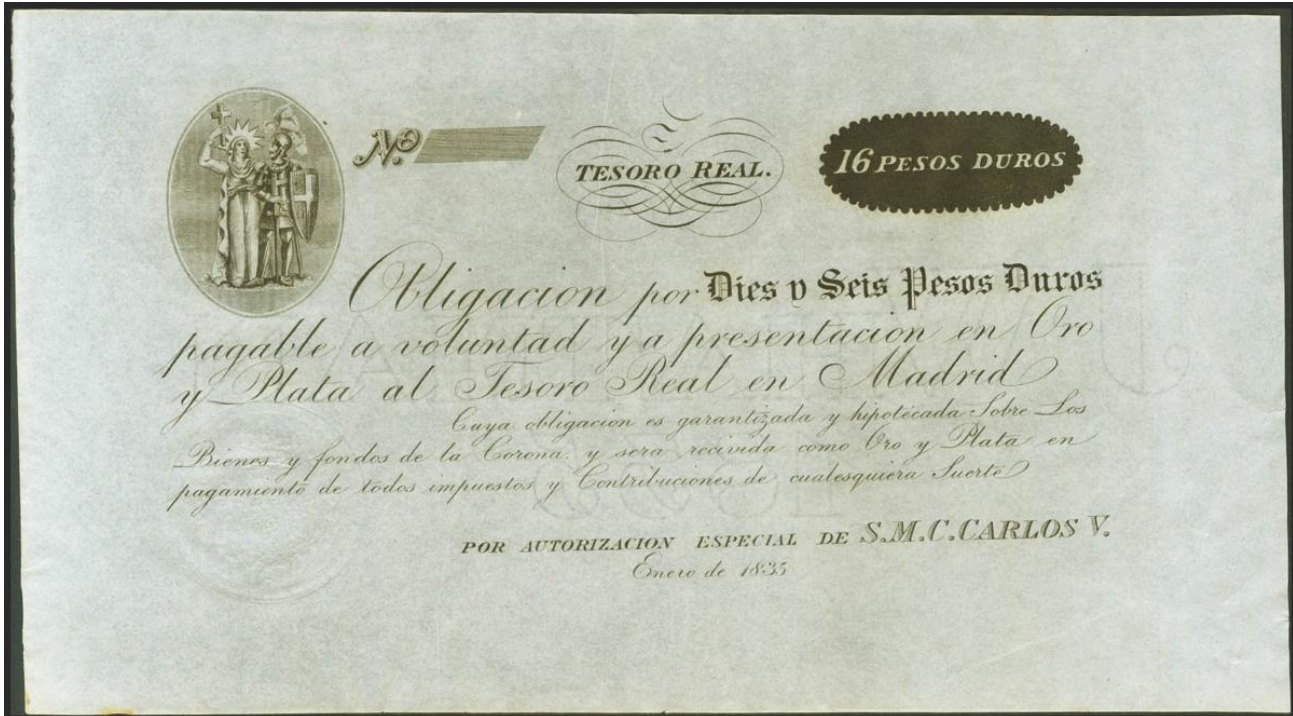 Nº
TESORO REAL.
16 PESOS DUROS
Obligacion por Dies y Seis Pesos Duros
pagable a voluntad y a presentacion en Oro
y Plata al Tesoro Real en Madrid
Cuya obligacion es garantizada y hipotecada Sobre Los
Bienes y fondos de la Corona y sera recivida como Oro y Plata en
pagamiento de todos impuestos y Contribuciones de cualesquiera Suerte
POR AUTORIZACION ESPECIAL DE S.M.C.CARLOS V.
Enero de 1835